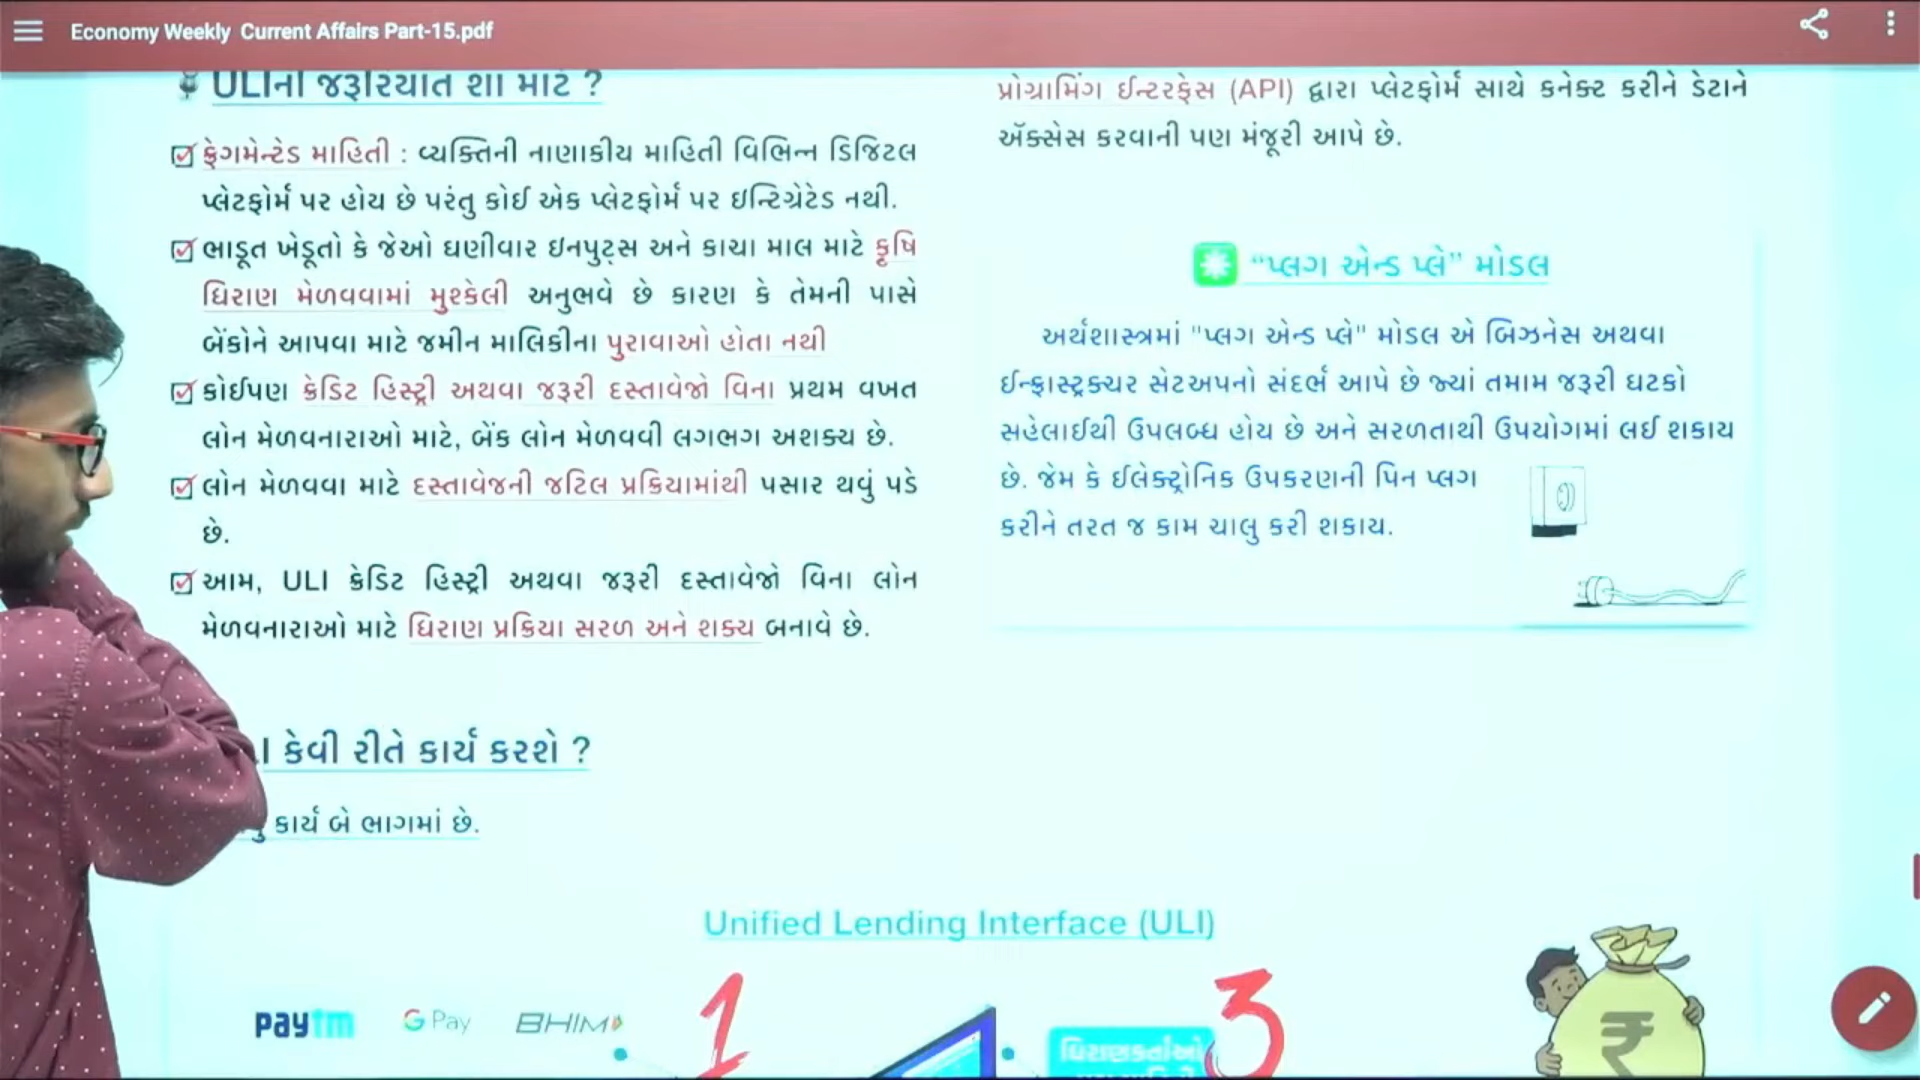 Economy Weekly Current Affairs Part-15.pdf
ULIની જરૂરિયાત શા માટે ?
ફ્રેગમેન્ટેડ માહિતી : વ્યક્તિની નાણાકીય માહિતી વિભિન્ન ડિજિટલ
પ્લેટફોર્મ પર હોય છે પરંતુ કોઈ એક પ્લેટફોર્મ પર ઇન્ટિગ્રેટેડ નથી.
ભાડૂત ખેડૂતો કે જેઓ ઘણીવાર ઇનપુટ્સ અને કાચા માલ માટે કૃષિ
ધિરાણ મેળવવામાં મુશ્કેલી અનુભવે છે કારણ કે તેમની પાસે
બેંકોને આપવા માટે જમીન માલિકીના પુરાવાઓ હોતા નથી
કોઈપણ ક્રેડિટ હિસ્ટ્રી અથવા જરૂરી દસ્તાવેજો વિના પ્રથમ વખત
લોન મેળવનારાઓ માટે, બેંક લોન મેળવવી લગભગ અશક્ય છે.
લોન મેળવવા માટે દસ્તાવેજની જટિલ પ્રક્રિયામાંથી પસાર થવું પડે
છે.
આમ, ULI ક્રેડિટ હિસ્ટ્રી અથવા જરૂરી દસ્તાવેજો વિના લોન
મેળવનારાઓ માટે ધિરાણ પ્રક્રિયા સરળ અને શક્ય બનાવે છે.
I કેવી રીતે કાર્ય કરશે ?
કાર્ય બે ભાગમાં છે.
પ્રોગ્રામિંગ ઈન્ટરફેસ (API) દ્વારા પ્લેટફોર્મ સાથે કનેક્ટ કરીને ડેટાને
ઍક્સેસ કરવાની પણ મંજૂરી આપે છે.
“પ્લગ એન્ડ પ્લે” મોડલ
અર્થશાસ્ત્રમાં "પ્લગ એન્ડ પ્લે" મોડલ એ બિઝનેસ અથવા
ઈન્ફ્રાસ્ટ્રક્ચર સેટઅપનો સંદર્ભ આપે છે જ્યાં તમામ જરૂરી ઘટકો
સહેલાઈથી ઉપલબ્ધ હોય છે અને સરળતાથી ઉપયોગમાં લઈ શકાય
છે. જેમ કે ઈલેક્ટ્રોનિક ઉપકરણની પિન પ્લગ
કરીને તરત જ કામ ચાલુ કરી શકાય.
Unified Lending Interface (ULI)
paytm
G Pay
BHIM
1
ધિરાણકર્તાઓ
3
₹